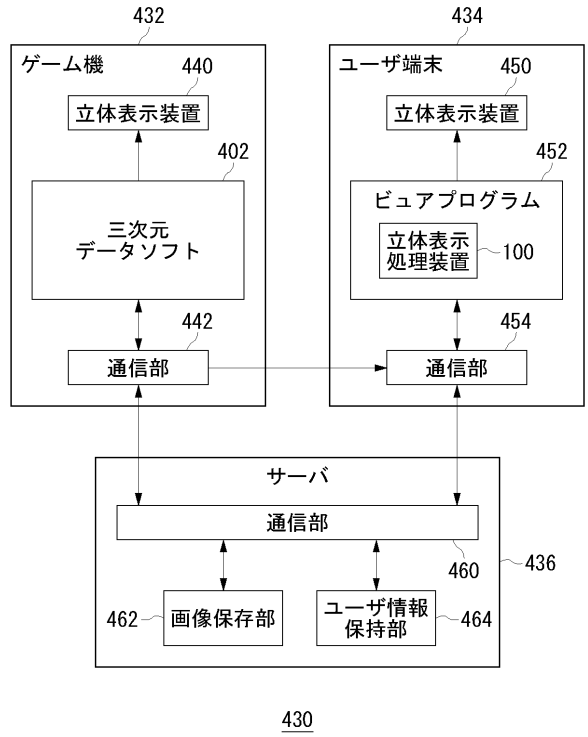 432
434
ゲーム機
ユーザ端末
440
450
立体表示装置
立体表示装置
402
452
三次元
データソフト
ビュアプログラム
立体表示
処理装置
100
442
454
通信部
通信部
サーバ
通信部
460
436
462
画像保存部
ユーザ情報
保持部
464
430